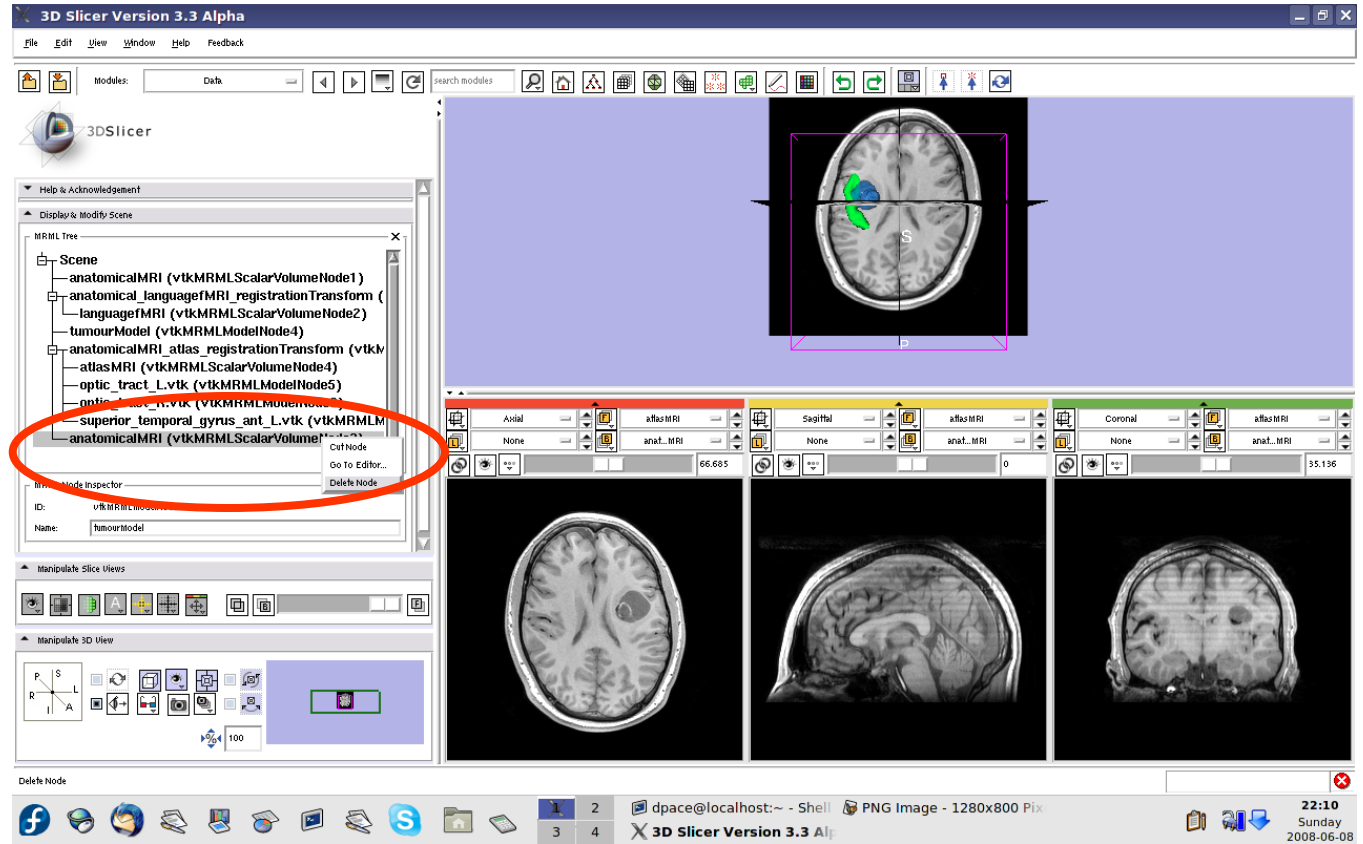 3D Slicer Version 3.3 Alpha
File Edit View Window Help Feedback
Modules: Data search modules
3DSlicer
Help & Acknowledgement
Display & Modify Scene
MRML Tree
Scene
anatomicalMRI (vtkMRMLScalarVolumeNode1)
anatomical_languagefMRI_registrationTransform (
languagefMRI (vtkMRMLScalarVolumeNode2)
tumourModel (vtkMRMLModelNode4)
anatomicalMRI_atlas_registrationTransform (vtkM
atlasMRI (vtkMRMLScalarVolumeNode4)
optic_tract_L.vtk (vtkMRMLModelNode5)
optic_tract_R.vtk
superior_temporal_gyrus_ant_L.vtk (vtkMRMLM
anatomicalMRI (vtkMRMLScalarVolumeNode3)
Cut Node
Go To Editor...
Delete Node
Node Inspector
ID:
Name: tumourModel
Manipulate Slice Views
Manipulate 3D View
P S
R L
I A
100
S
P
Axial atlasMRI
None anat...MRI
66.685
Sagittal atlasMRI
None anat...MRI
0
Coronal atlasMRI
None anat...MRI
35.136
Delete Node
1 2
3 4
dpace@localhost:~ - Shell
PNG Image - 1280x800 Pix
3D Slicer Version 3.3 Alp
22:10
Sunday
2008-06-08